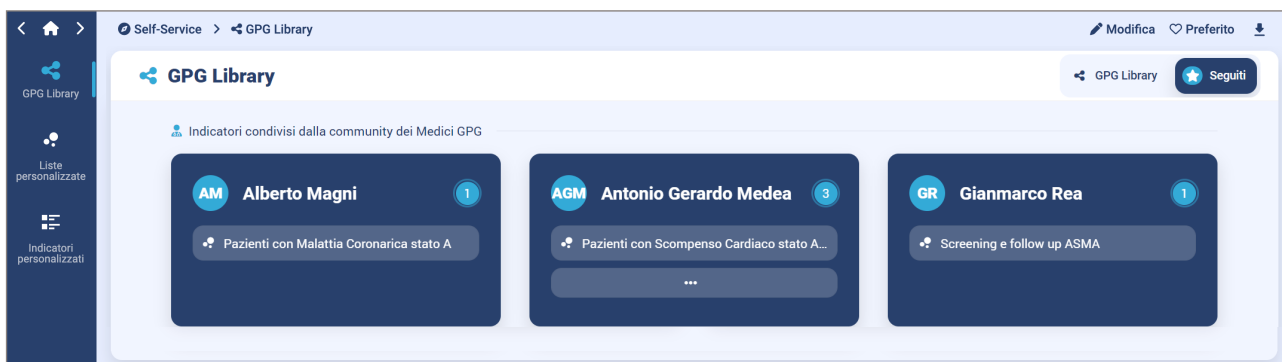 Self-Service > GPG Library
Modifica Preferito
GPG Library
Liste
personalizzate
Indicatori
personalizzati
GPG Library
GPG Library Seguiti
Indicatori condivisi dalla community dei Medici GPG
AM Alberto Magni 1
Pazienti con Malattia Coronarica stato A
AGM Antonio Gerardo Medea 3
Pazienti con Scompenso Cardiaco stato A...
...
GR Gianmarco Rea 1
Screening e follow up ASMA